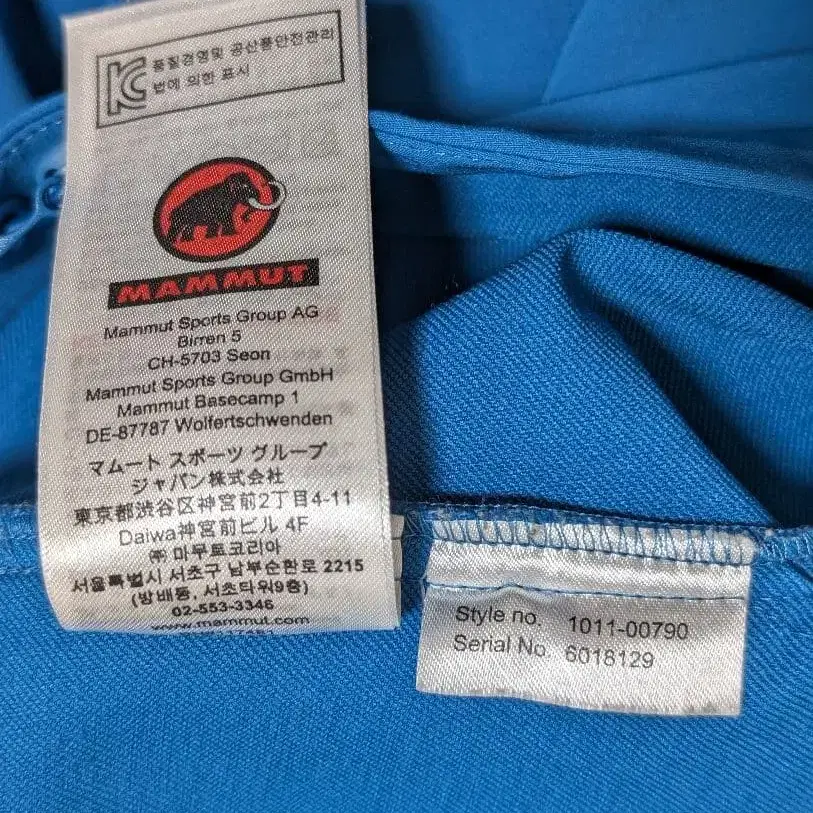 품질경영및 공산품안전관리
법에 의한 표시
MAMMUT
Mammut Sports Group AG
Birren 5
CH-5703 Seon
Mammut Sports Group GmbH
Mammut Basecamp 1
DE-87787 Wolfertschwenden
マムート スポーツ グループ
ジャパン株式会社
東京都渋谷区神宮前2丁目4-11
Daiwa神宮前ビル 4F
㈜ 마무트코리아
서울특별시 서초구 남부순환로 2215
(방배동, 서초타워9층)
02-553-3346
www.mammut.com
Style no. 1011-00790
Serial No. 6018129